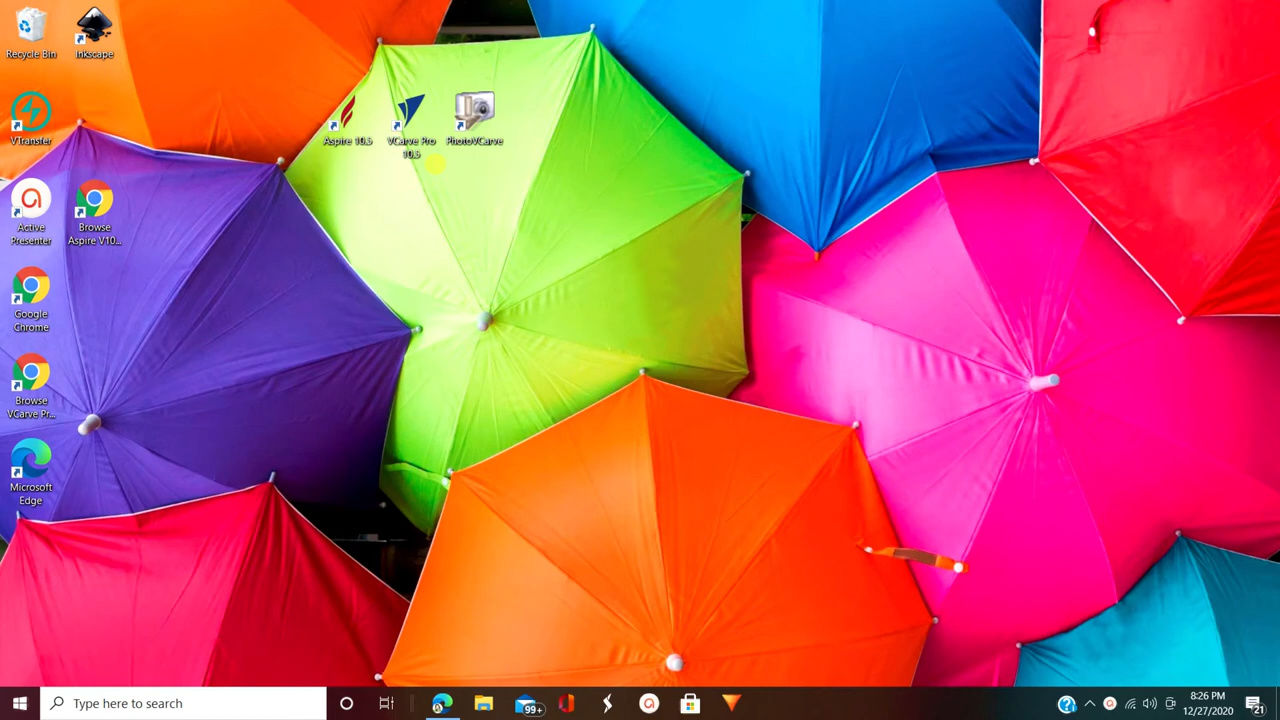 Recycle Bin
Inkscape
VTransfer
Aspire 10.5
VCarve Pro
10.5
PhotoVCarve
Active
Presenter
Browse
Aspire V10...
Google
Chrome
Browse
VCarve Pr...
Microsoft
Edge
Type here to search
99+
8:26 PM
12/27/2020
21